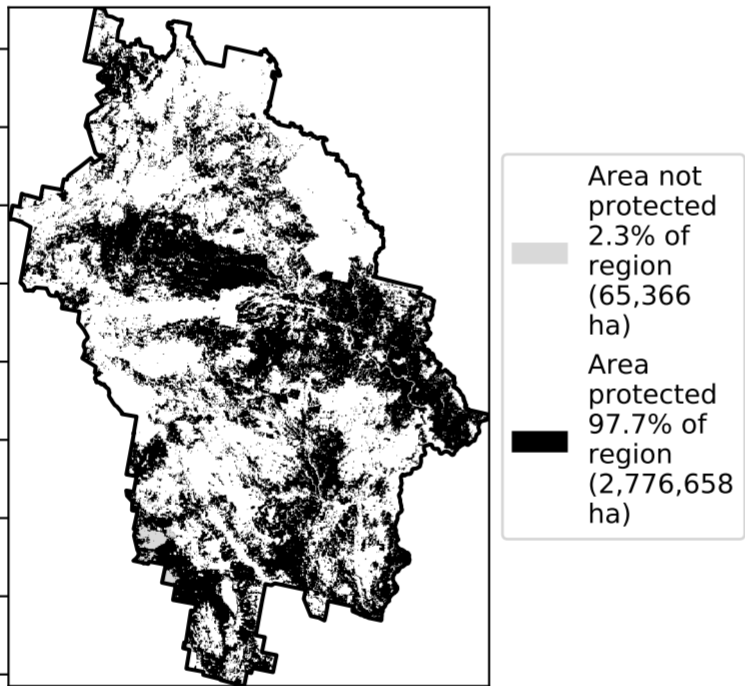 Area not
protected
2.3% of
region
(65,366
ha)
Area
protected
97.7% of
region
(2,776,658
ha)